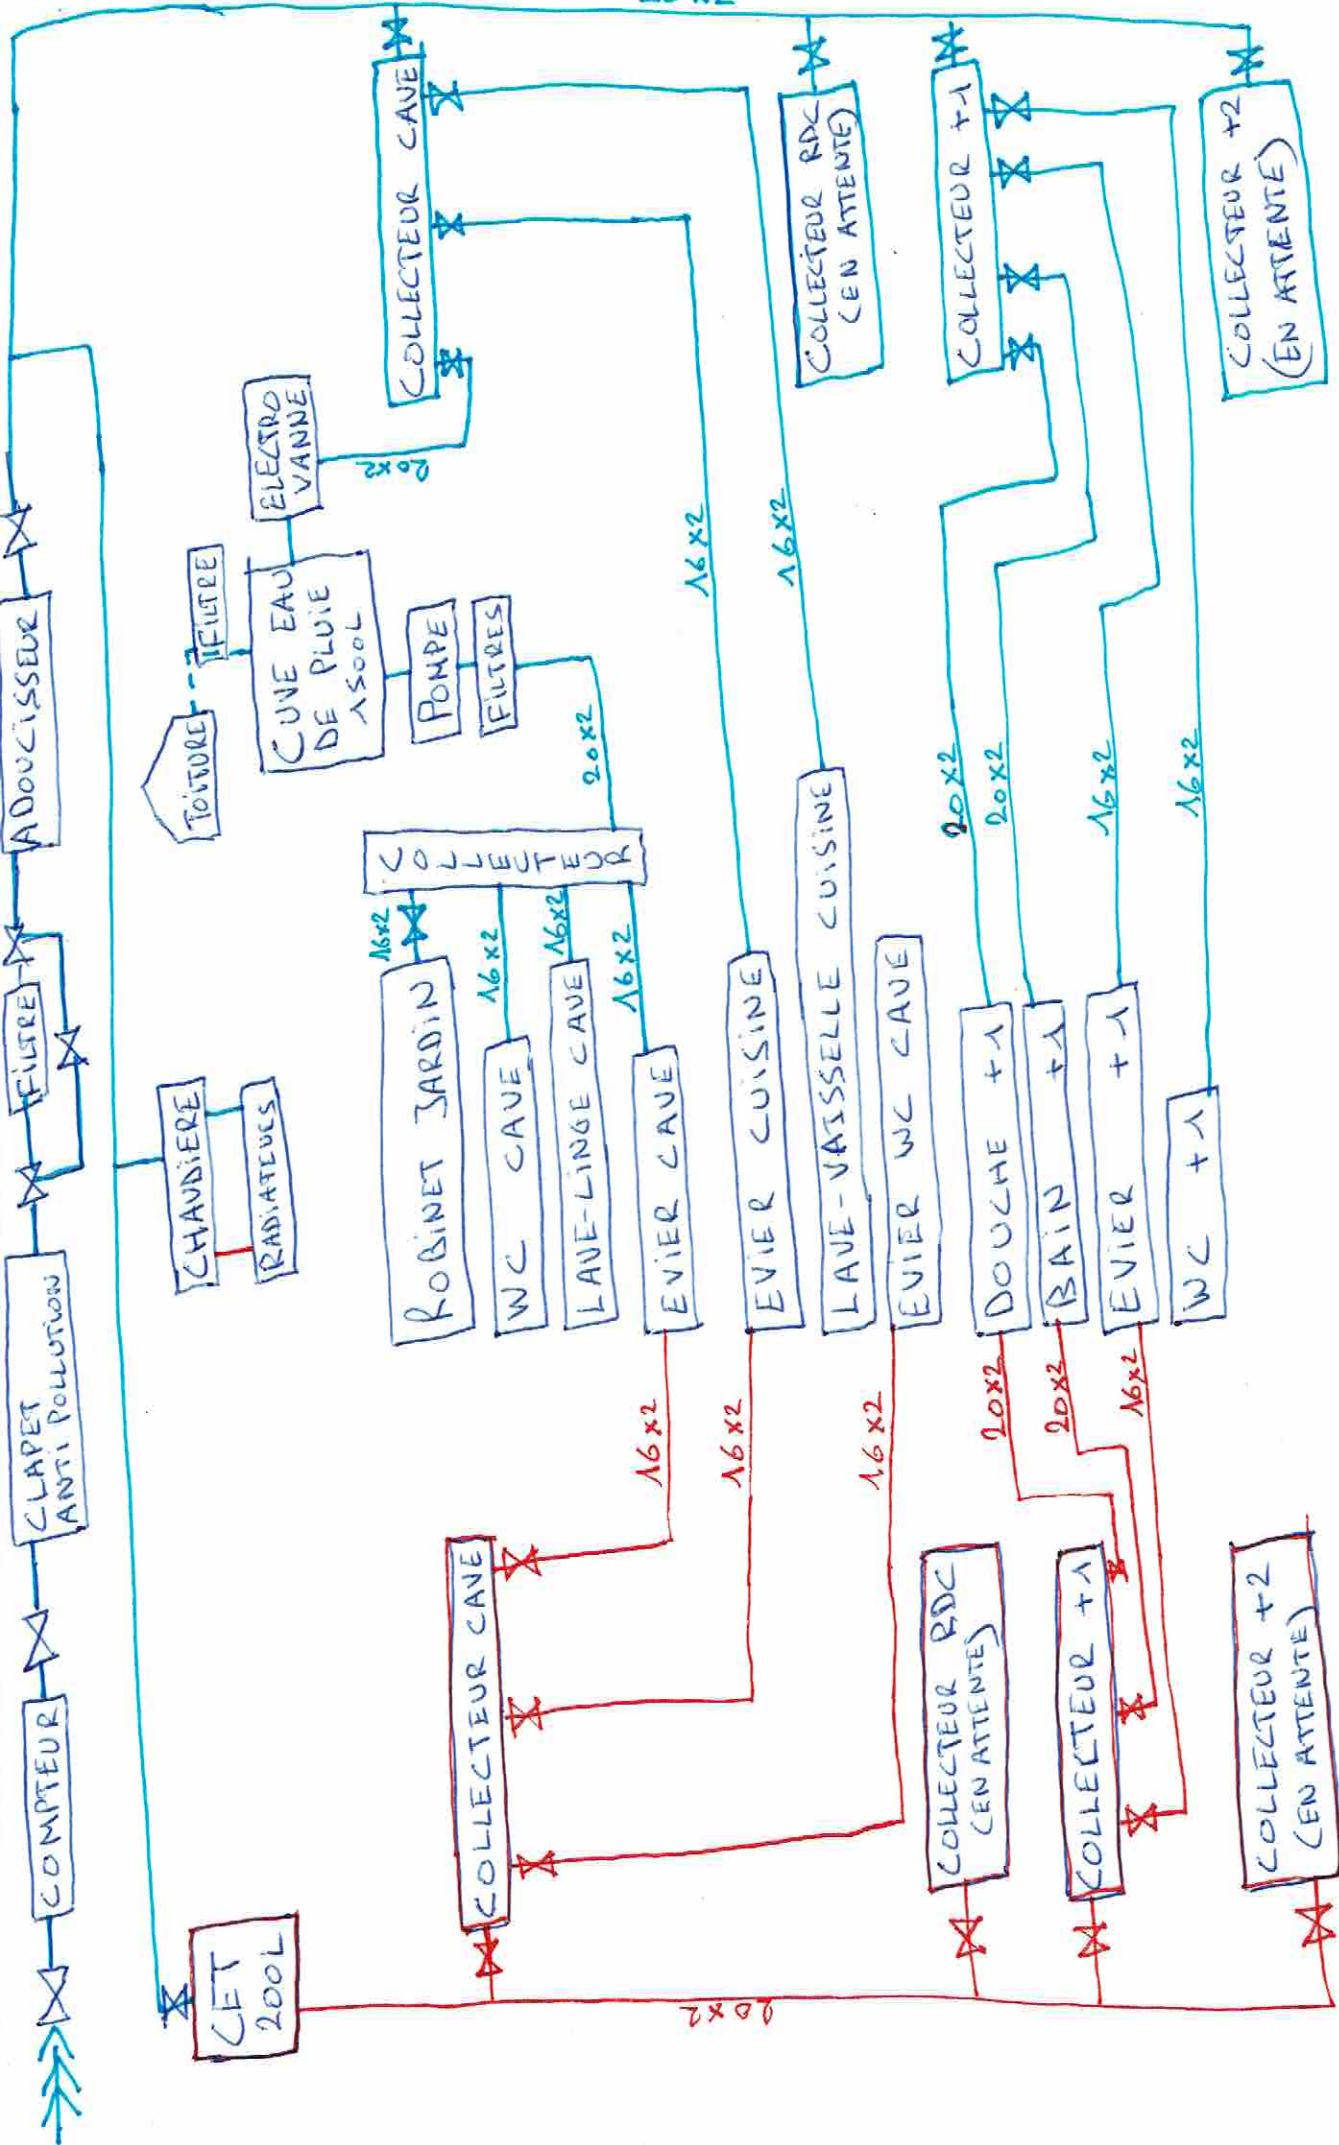 COMPTEUR
CLAPET
ANTI POLLUTION
FILTRE
ADOUCISSEUR
CHAUDIERE
RADIATEURS
TOITURE
FILTRE
CUVE EAU
DE PLUIE
1500L
ELECTRO
VANNE
20x2
POMPE
FILTRES
20x2
COLLECTEUR
16x2
16x2
16x2
16x2
ROBINET JARDIN
WC CAVE
LAVE-LINGE CAVE
EVIER CAVE
EVIER CUISINE
LAVE-VAISSELLE CUISINE
EVIER WC CAVE
DOUCHE +1
BAIN +1
EVIER +1
WC +1
COLLECTEUR CAVE
16x2
16x2
COLLECTEUR RDC
(EN ATTENTE)
COLLECTEUR +1
20x2
20x2
16x2
16x2
COLLECTEUR +2
(EN ATTENTE)
CET
200L
20x2
COLLECTEUR CAVE
16x2
16x2
16x2
COLLECTEUR RDC
(EN ATTENTE)
COLLECTEUR +1
20x2
20x2
16x2
COLLECTEUR +2
(EN ATTENTE)